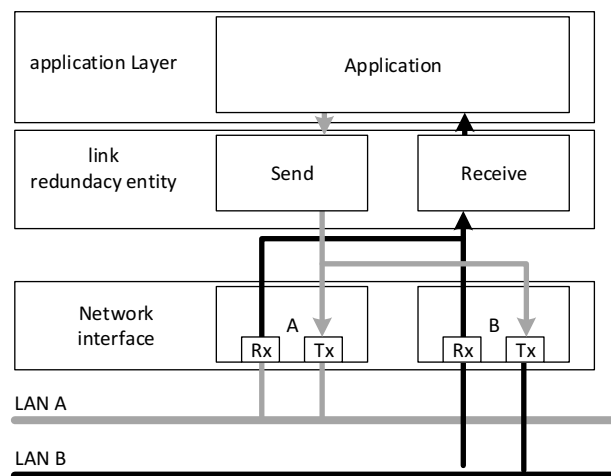 application Layer
Application
link
redundacy entity
Send
Receive
Network
interface
A
B
Rx
Tx
Rx
Tx
LAN A
LAN B